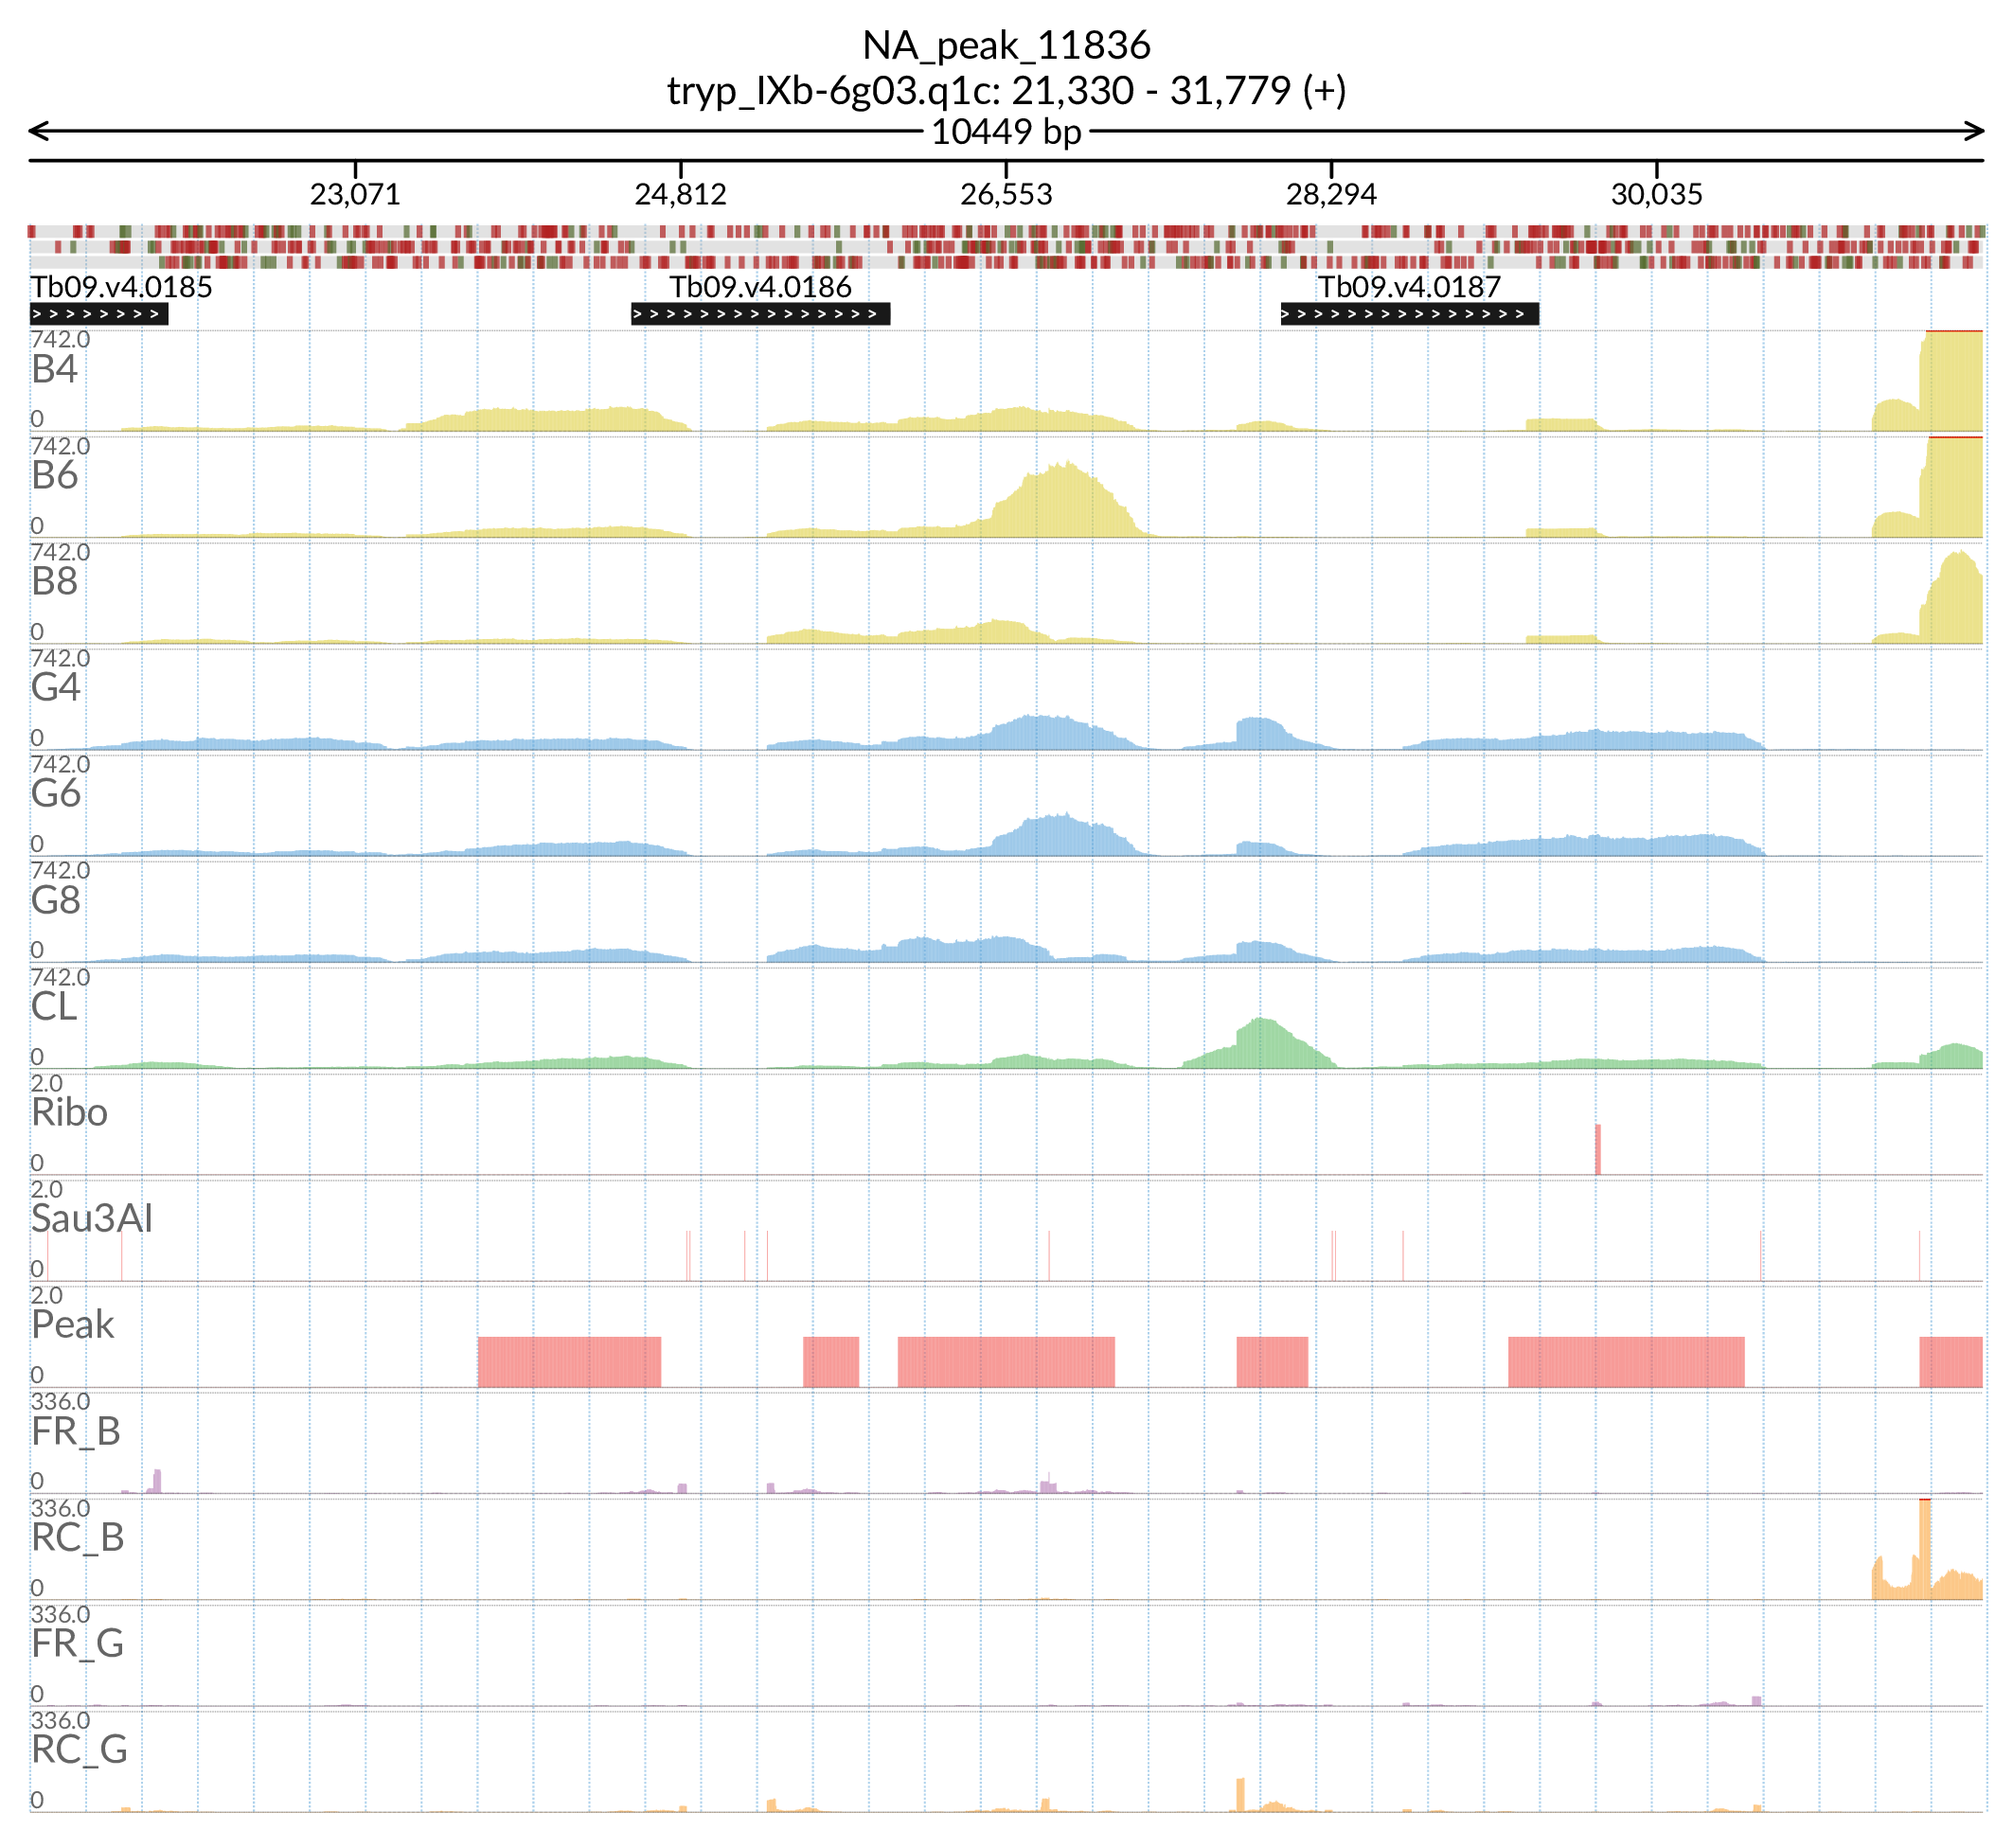 NA_peak_11836
tryp_IXb-6g03.q1c: 21,330 - 31,779 (+)
10449 bp
23,071 24,812 26,553 28,294 30,035
Tb09.v4.0185 Tb09.v4.0186 Tb09.v4.0187
742.0
B4
0
742.0
B6
0
742.0
B8
0
742.0
G4
0
742.0
G6
0
742.0
G8
0
742.0
CL
0
2.0
Ribo
0
2.0
Sau3AI
0
2.0
Peak
0
336.0
FR_B
0
336.0
RC_B
0
336.0
FR_G
0
336.0
RC_G
0